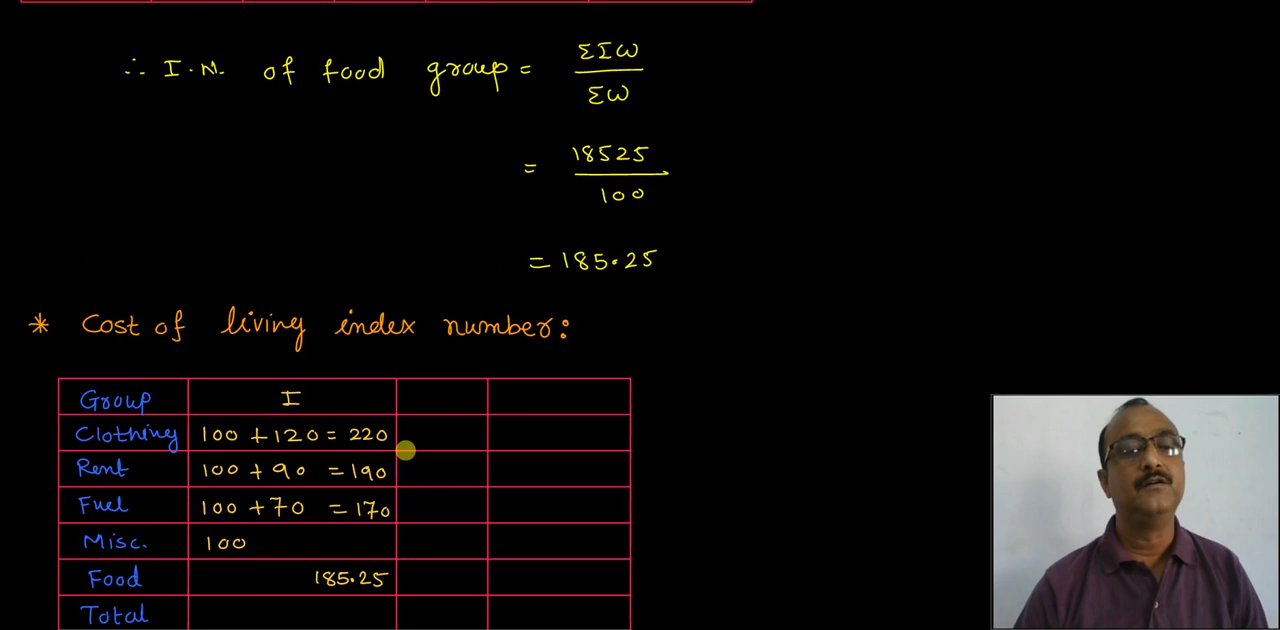 ∴ I.N. of food group = ΣIW
ΣW
= 18525
100
= 185.25
* Cost of living index number:
Group I
Clothing 100 + 120 = 220
Rent 100 + 90 = 190
Fuel 100 + 70 = 170
Misc. 100
Food 185.25
Total